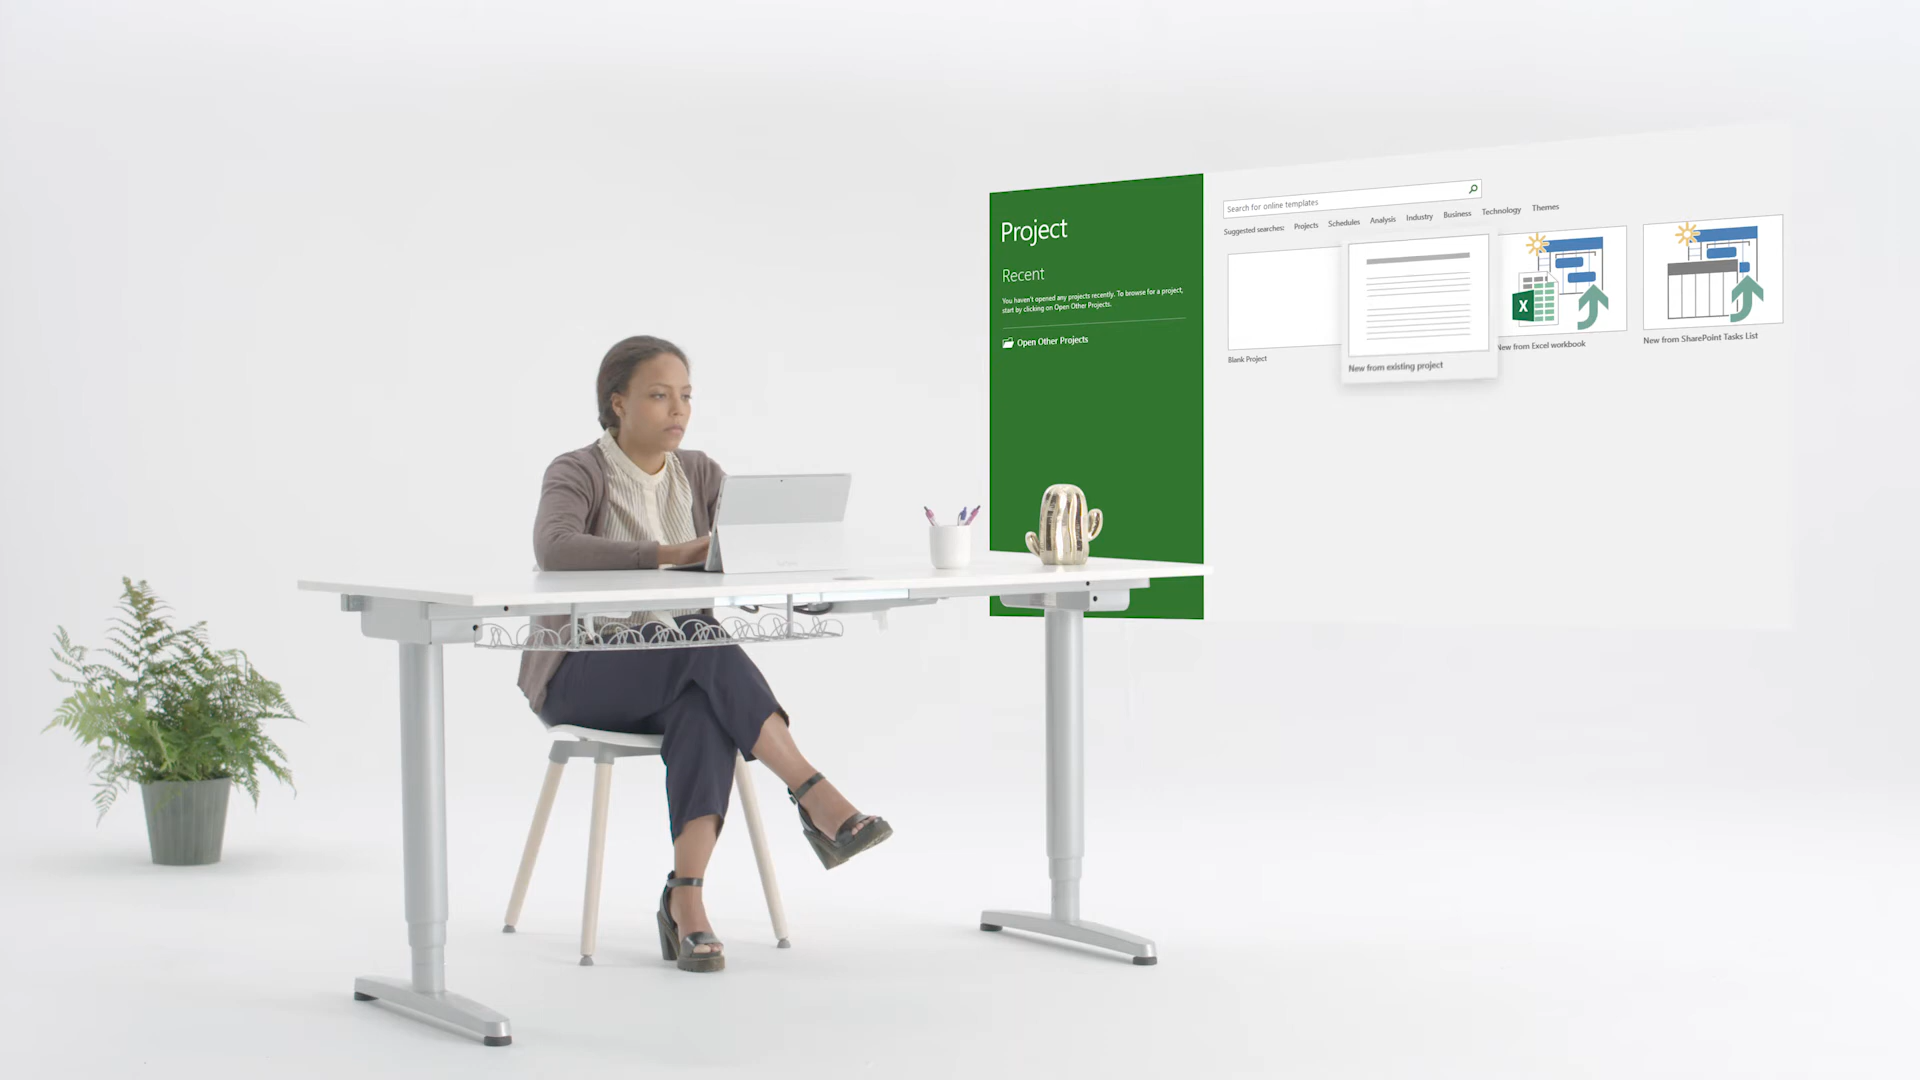 Project
Recent
You haven't opened any projects recently. To browse for a project,
start by clicking on Open Other Projects.
Open Other Projects
Search for online templates
Suggested searches: Projects Schedules Analysis Industry Business Technology Themes
Blank Project
New from existing project
New from Excel workbook
New from SharePoint Tasks List
X